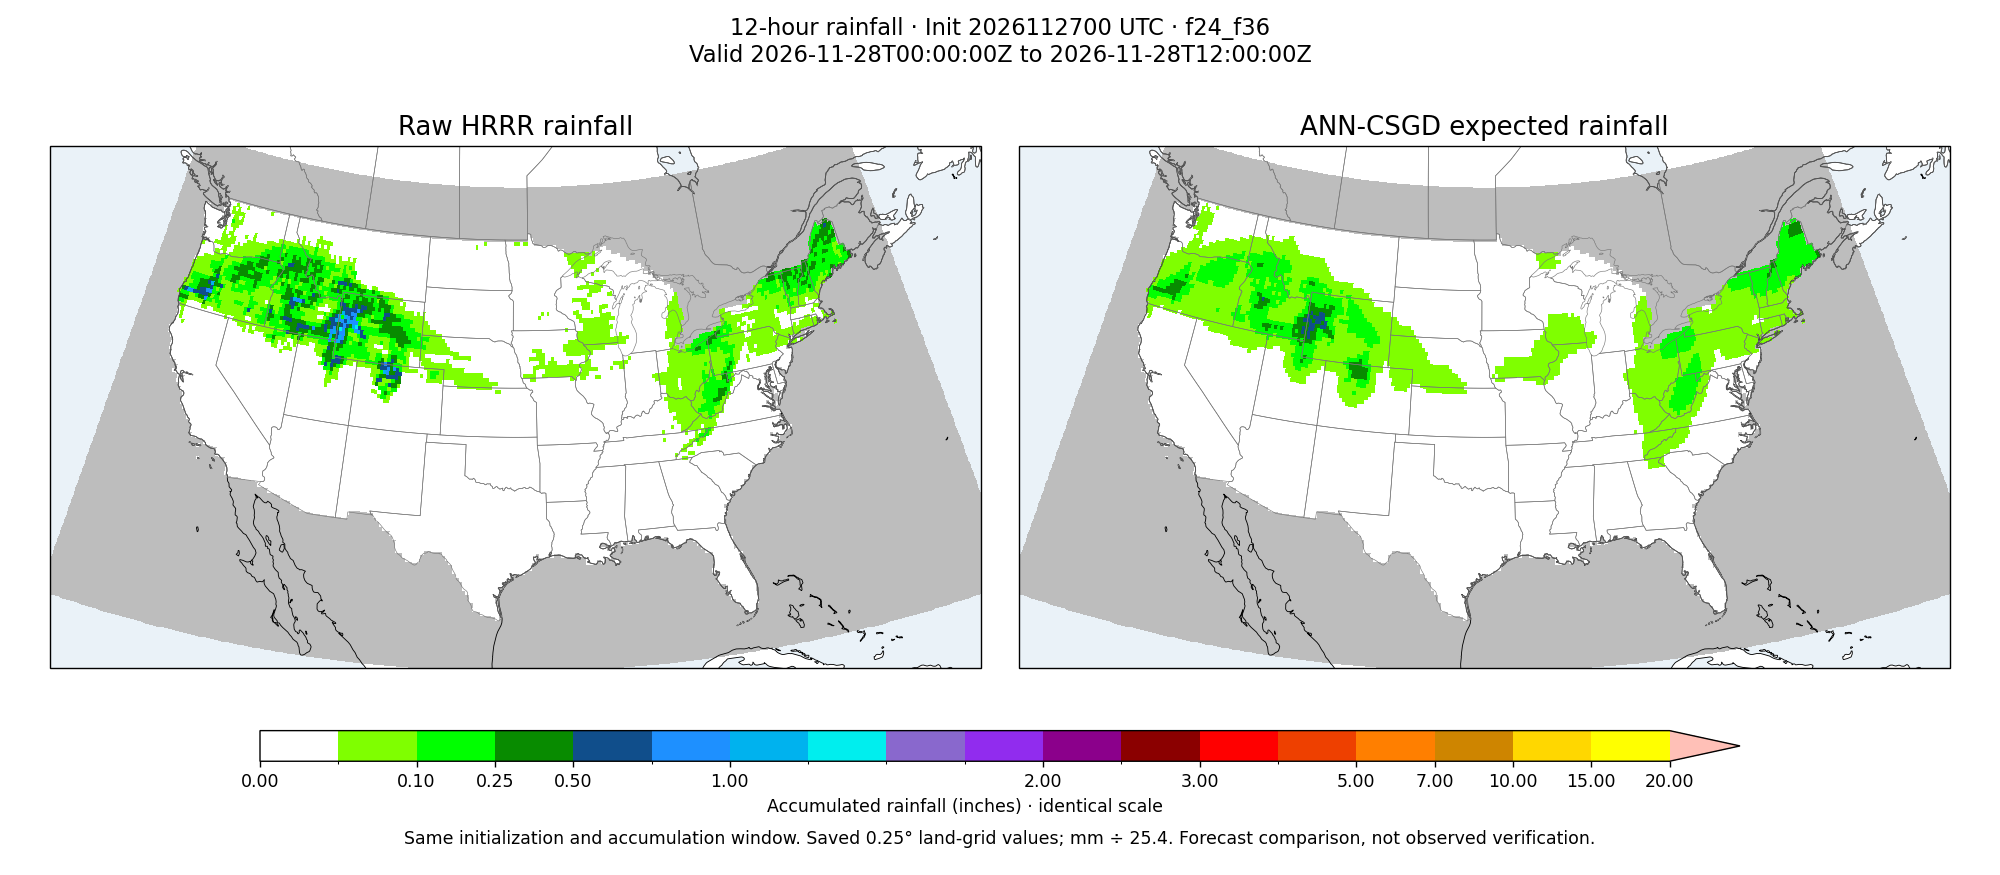 12-hour rainfall · Init 2026112700 UTC · f24_f36
Valid 2026-11-28T00:00:00Z to 2026-11-28T12:00:00Z
Raw HRRR rainfall
ANN-CSGD expected rainfall
0.00 0.10 0.25 0.50 1.00 2.00 3.00 5.00 7.00 10.00 15.00 20.00
Accumulated rainfall (inches) · identical scale
Same initialization and accumulation window. Saved 0.25° land-grid values; mm ÷ 25.4. Forecast comparison, not observed verification.